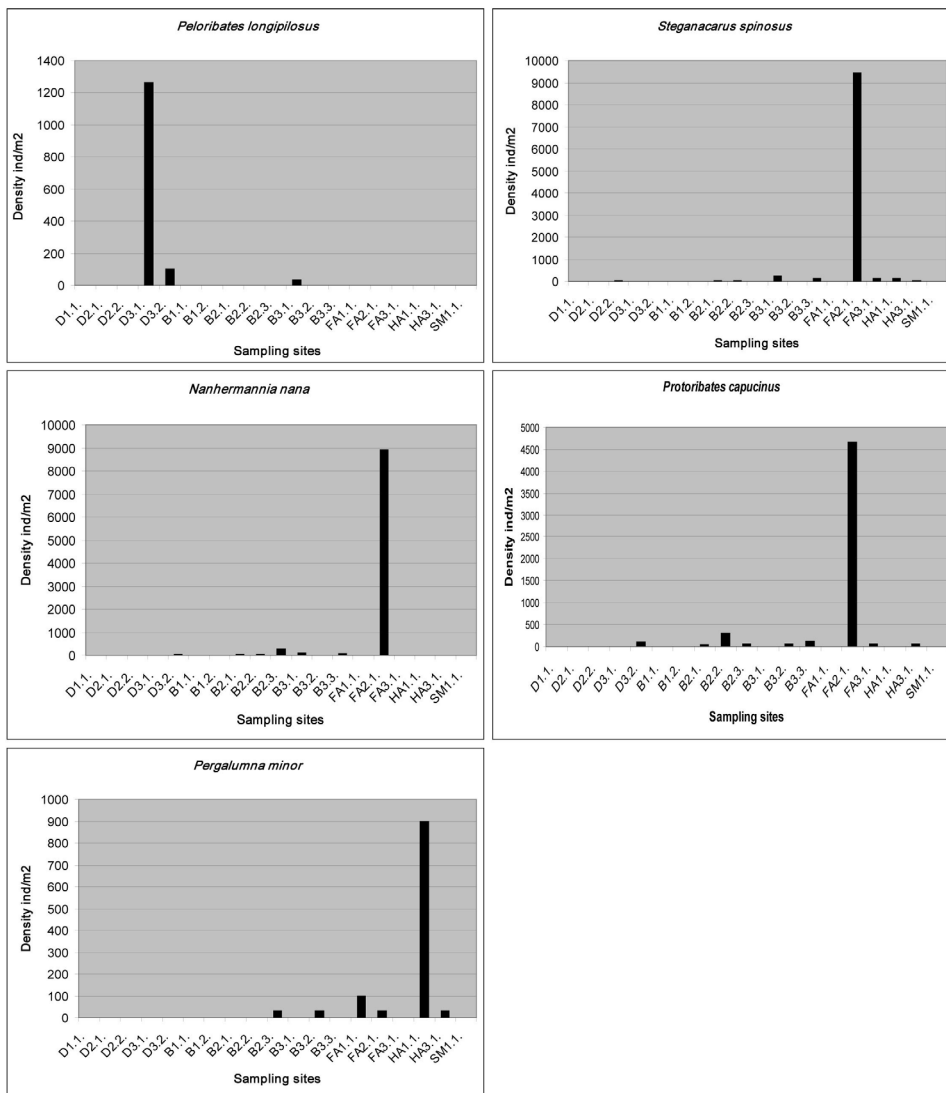 Peloribates longipilosus
1400
1200
1000
800
600
400
200
0
Density ind/m2
D1.1. D2.1. D2.2. D3.1. D3.2. B1.1. B1.2. B2.1. B2.2. B2.3. B3.1. B3.2. B3.3. FA1.1. FA2.1. FA3.1. HA1.1. HA3.1. SM1.1.
Sampling sites
Steganacarus spinosus
10000
9000
8000
7000
6000
5000
4000
3000
2000
1000
0
Density ind/m2
D1.1. D2.1. D2.2. D3.1. D3.2. B1.1. B1.2. B2.1. B2.2. B2.3. B3.1. B3.2. B3.3. FA1.1. FA2.1. FA3.1. HA1.1. HA3.1. SM1.1.
Sampling sites
Nanhermannia nana
10000
9000
8000
7000
6000
5000
4000
3000
2000
1000
0
Density ind/m2
D1.1. D2.1. D2.2. D3.1. D3.2. B1.1. B1.2. B2.1. B2.2. B2.3. B3.1. B3.2. B3.3. FA1.1. FA2.1. FA3.1. HA1.1. HA3.1. SM1.1.
Sampling sites
Protoribates capucinus
5000
4500
4000
3500
3000
2500
2000
1500
1000
500
0
Density ind/m2
D1.1. D2.1. D2.2. D3.1. D3.2. B1.1. B1.2. B2.1. B2.2. B2.3. B3.1. B3.2. B3.3. FA1.1. FA2.1. FA3.1. HA1.1. HA3.1. SM1.1.
Sampling sites
Pergalumna minor
1000
900
800
700
600
500
400
300
200
100
0
Density ind/m2
D1.1. D2.1. D2.2. D3.1. D3.2. B1.1. B1.2. B2.1. B2.2. B2.3. B3.1. B3.2. B3.3. FA1.1. FA2.1. FA3.1. HA1.1. HA3.1. SM1.1.
Sampling sites